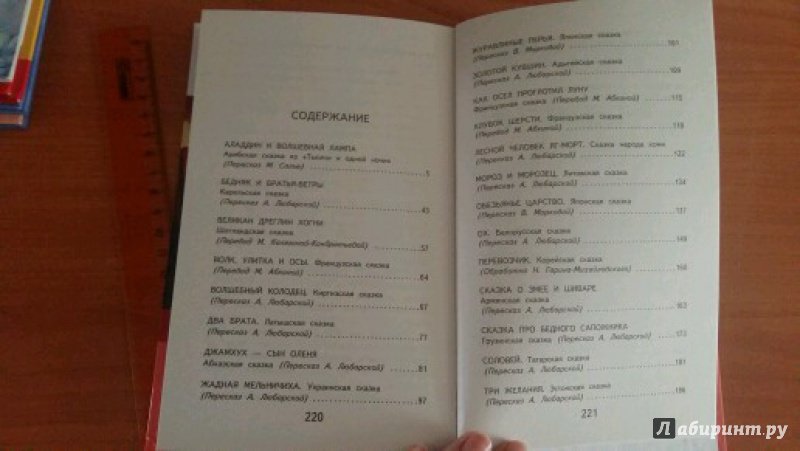 СОДЕРЖАНИЕ
АЛАДДИН И ВОЛШЕБНАЯ ЛАМПА
Арабская сказка из «Тысячи и одной ночи»
(Пересказ М. Салье) 5
БЕДНЯК И БРАТЬЯ-ВЕТРЫ
Карельская сказка
(Пересказ А. Любарской) 45
ВЕЛИКАН ДРЕГЛИН ХОГНИ
Шотландская сказка
(Перевод М. Клягиной-Кондратьевой) 57
ВОЛК, УЛИТКА И ОСЫ. Французская сказка
(Перевод М. Абкиной) 64
ВОЛШЕБНЫЙ КОЛОДЕЦ. Киргизская сказка
(Пересказ А. Любарской) 67
ДВА БРАТА. Латышская сказка
(Пересказ А. Любарской) 77
ДЖАМХУХ — СЫН ОЛЕНЯ
Абхазская сказка (Пересказ А. Любарской) 81
ЖАДНАЯ МЕЛЬНИЧИХА. Украинская сказка
(Пересказ А. Любарской) 97
220
ЖУРАВЛИНЫЕ ПЕРЬЯ. Японская сказка
(Пересказ В. Марковой) 101
ЗОЛОТОЙ КУВШИН. Адыгейская сказка
(Пересказ А. Любарской) 109
КАК ОСЕЛ ПРОГЛОТИЛ ЛУНУ
Французская сказка (Перевод М. Абкиной) 115
КЛУБОК ШЕРСТИ. Французская сказка
(Перевод М. Абкиной) 119
ЛЕСНОЙ ЧЕЛОВЕК ЯГ-МОРТ. Сказка народа коми
(Пересказ А. Любарской) 132
МОРОЗ И МОРОЗЕЦ. Литовская сказка
(Пересказ А. Любарской) 134
ОБЕЗЬЯНЬЕ ЦАРСТВО. Японская сказка
(Пересказ В. Марковой) 137
ОХ. Белорусская сказка
(Пересказ А. Любарской) 149
ПЕРЕВОЗЧИК. Корейская сказка
(Обработка Н. Гарина-Михайловского) 160
СКАЗКА О ЗМЕЕ И ШИВАРЕ
Армянская сказка
(Пересказ А. Любарской) 163
СКАЗКА ПРО БЕДНОГО САПОЖНИКА
Грузинская сказка (Пересказ А. Любарской) 173
СОЛОВЕЙ. Татарская сказка
(Пересказ А. Любарской) 181
ТРИ ЖЕЛАНИЯ. Эстонская сказка
(Пересказ А. Любарской) 186
221
Лабиринт.ру